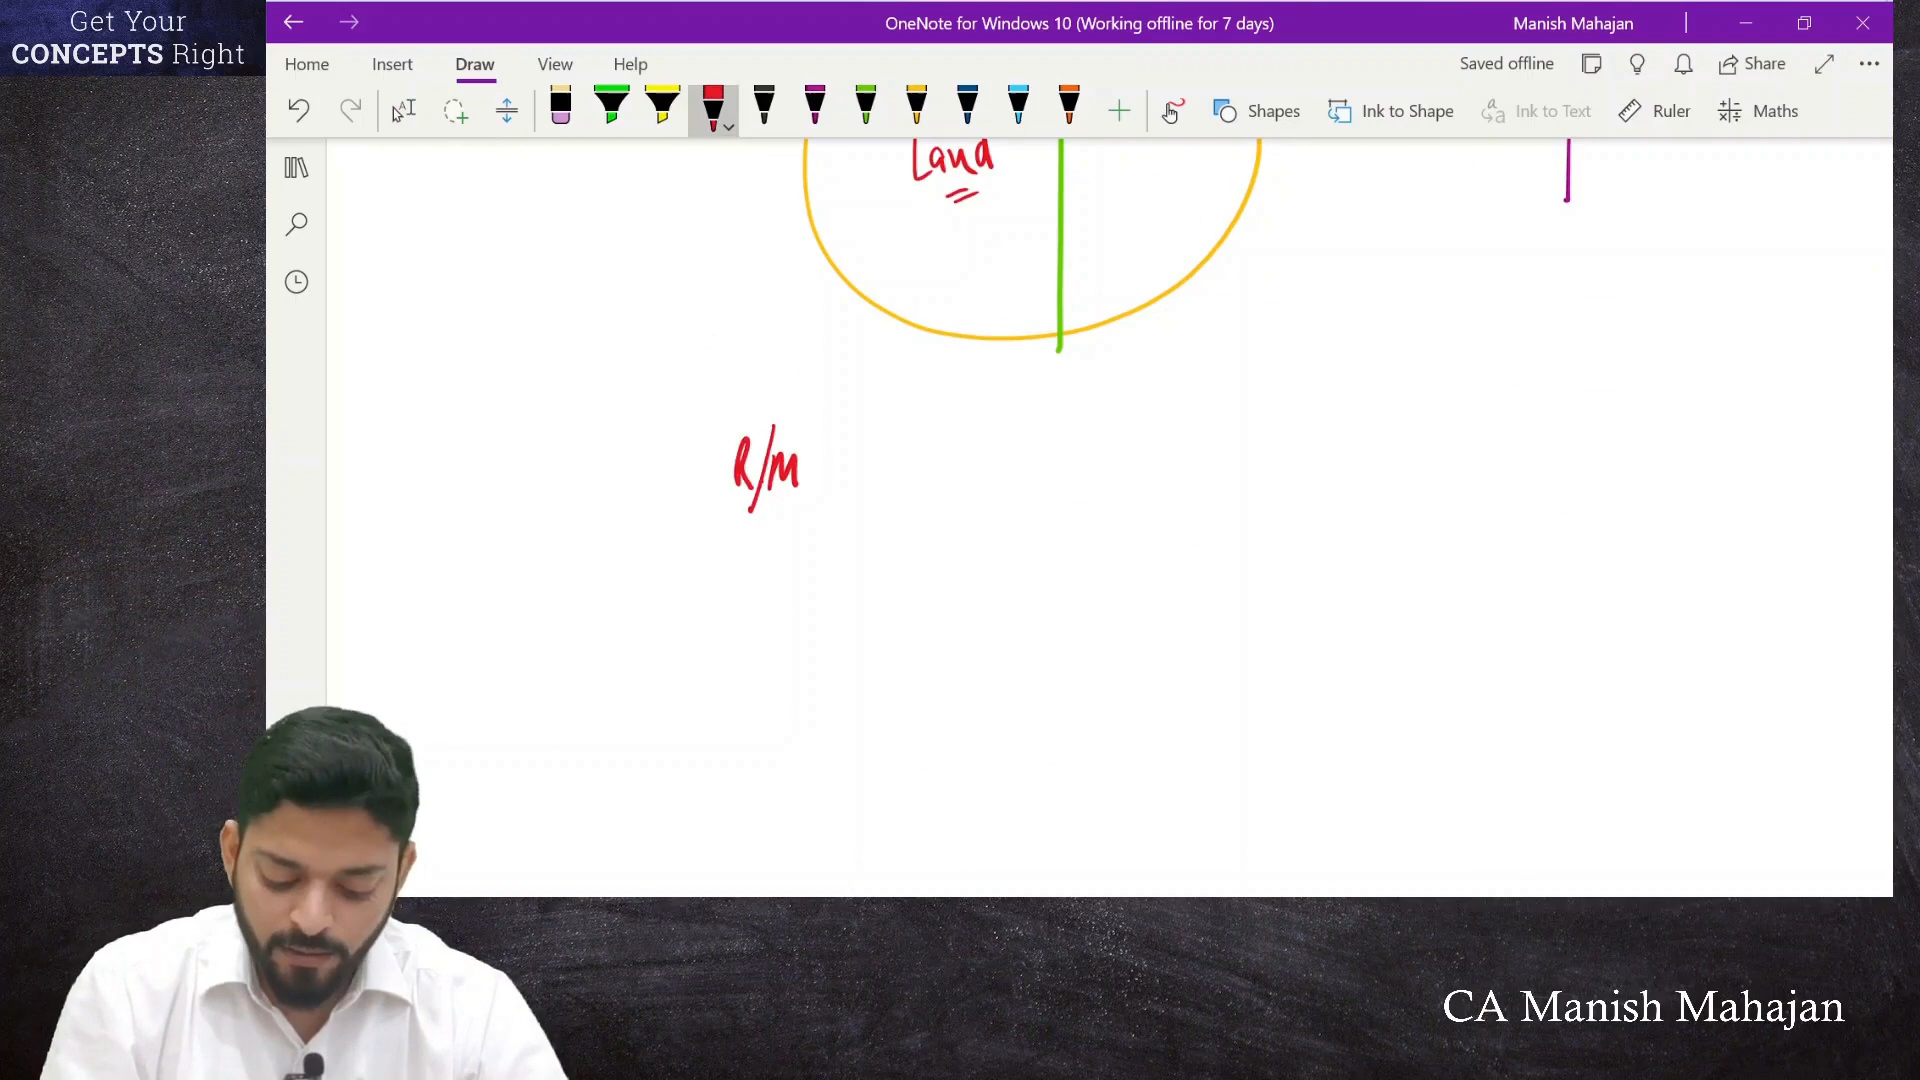 Get Your
CONCEPTS Right
OneNote for Windows 10 (Working offline for 7 days)
Manish Mahajan
Home
Insert
Draw
View
Help
Saved offline
Share
Shapes
Ink to Shape
Ink to Text
Ruler
Maths
Land
R/M
CA Manish Mahajan